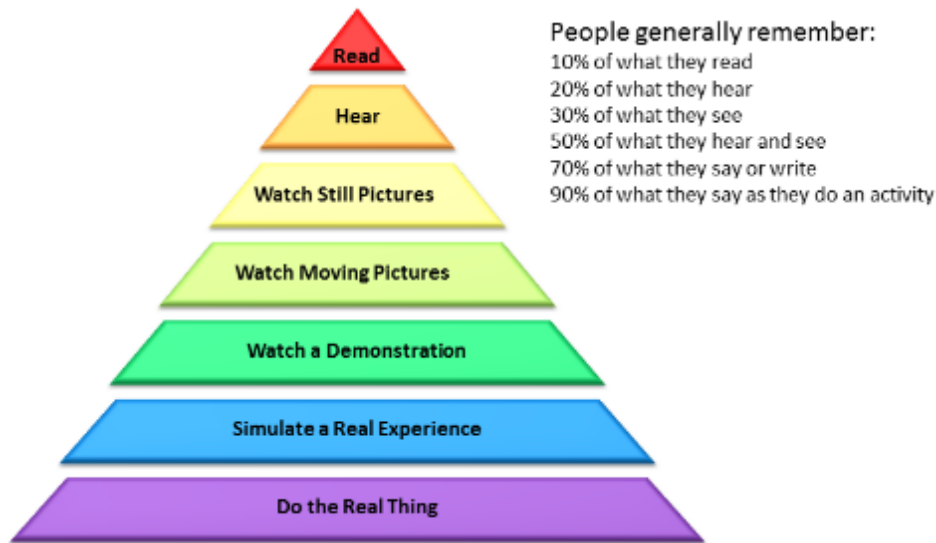 Read
Hear
Watch Still Pictures
Watch Moving Pictures
Watch a Demonstration
Simulate a Real Experience
Do the Real Thing
People generally remember:
10% of what they read
20% of what they hear
30% of what they see
50% of what they hear and see
70% of what they say or write
90% of what they say as they do an activity